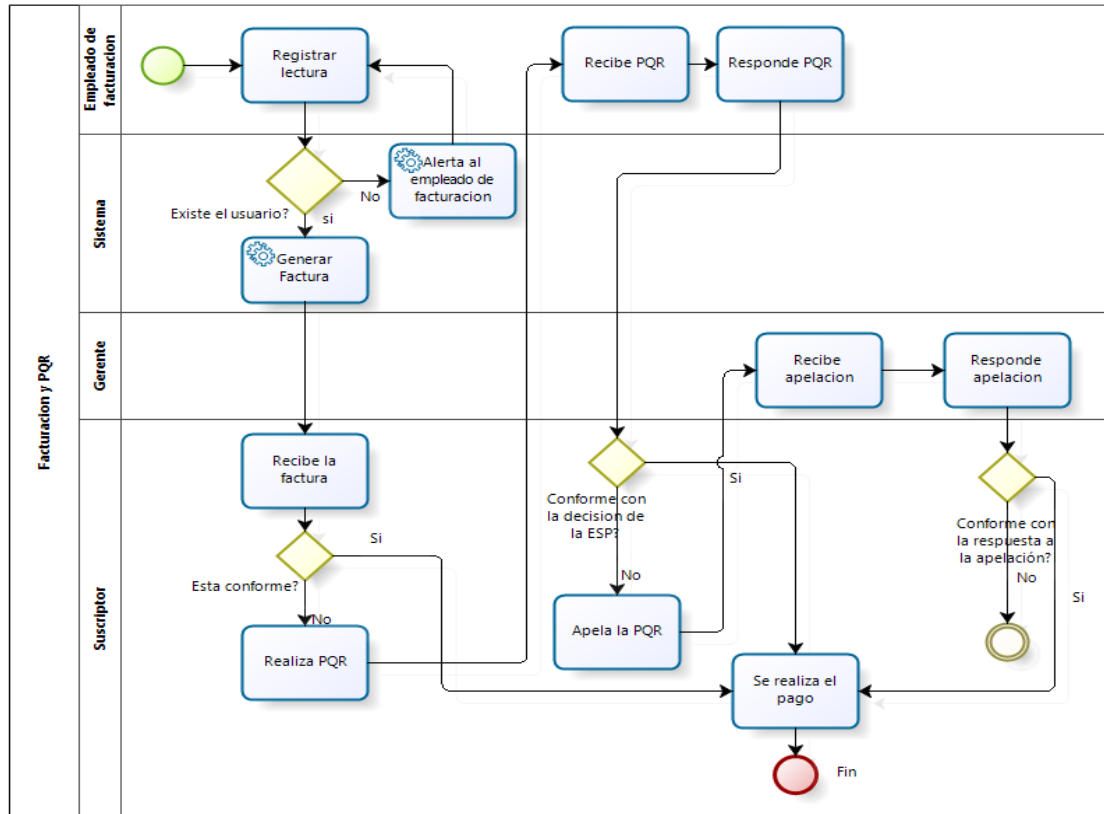 Facturacion y PQR
Empleado de
facturacion
Registrar
lectura
Recibe PQR
Responde PQR
Sistema
Existe el usuario?
No
si
Alerta al
empleado de
facturacion
Generar
Factura
Gerente
Recibe
apelacion
Responde
apelacion
Suscriptor
Recibe la
factura
Esta conforme?
Si
No
Realiza PQR
Conforme con
la decision de
la ESP?
Si
No
Apela la PQR
Conforme con
la respuesta a
la apelación?
No
Si
Se realiza el
pago
Fin